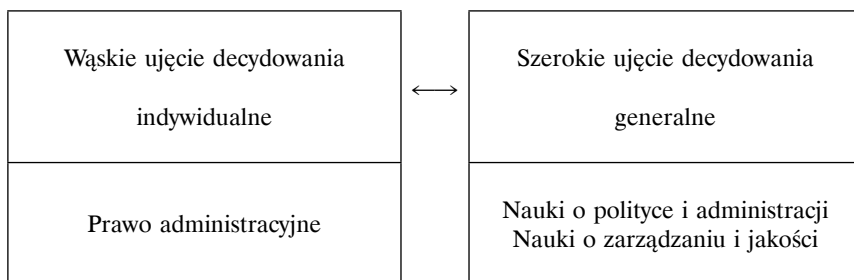 Wąskie ujęcie decydowania
indywidualne
Prawo administracyjne
Szerokie ujęcie decydowania
generalne
Nauki o polityce i administracji
Nauki o zarządzaniu i jakości